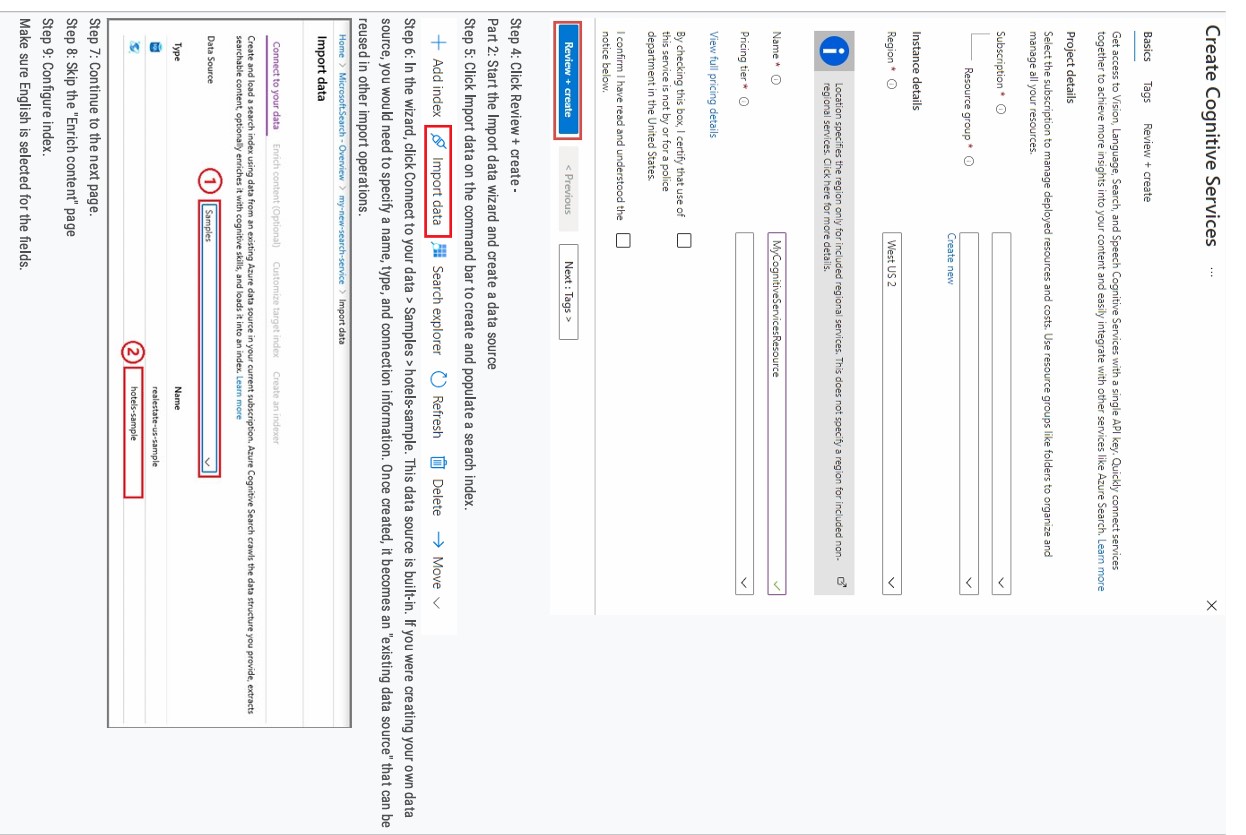 Create Cognitive Services ...
Basics Tags Review + create
Get access to Vision, Language, Search, and Speech Cognitive Services with a single API key. Quickly connect services
together to achieve more insights into your content and easily integrate with other services like Azure Search. Learn more
Project details
Select the subscription to manage deployed resources and costs. Use resource groups like folders to organize and
manage all your resources.
Subscription *
Resource group *
Create new
Instance details
Region *
West US 2
Location specifies the region only for included regional services. This does not specify a region for included non-
regional services. Click here for more details.
Name *
MyCognitiveServicesResource
Pricing tier *
View full pricing details
By checking this box, I certify that use of
this service is not by or for a police
department in the United States.
I confirm I have read and understood the
notice below.
Review + create
< Previous
Next : Tags >
Step 4: Click Review + create-
Part 2: Start the Import data wizard and create a data source
Step 5: Click Import data on the command bar to create and populate a search index.
+ Add index Import data Search explorer Refresh Delete Move
Step 6: In the wizard, click Connect to your data > Samples > hotels-sample. This data source is built-in. If you were creating your own data
source, you would need to specify a name, type, and connection information. Once created, it becomes an "existing data source" that can be
reused in other import operations.
Home > Microsoft.Search - Overview > my-new-search-service > Import data
Import data
Connect to your data Enrich content (Optional) Customize target index Create an indexer
Create and load a search index using data from an existing Azure data source in your current subscription. Azure Cognitive Search crawls the data structure you provide, extracts
searchable content, optionally enriches it with cognitive skills, and loads it into an index. Learn more
Data Source
1
Samples
Type Name
realestate-us-sample
2
hotels-sample
Step 7: Continue to the next page.
Step 8: Skip the "Enrich content" page
Step 9: Configure index.
Make sure English is selected for the fields.